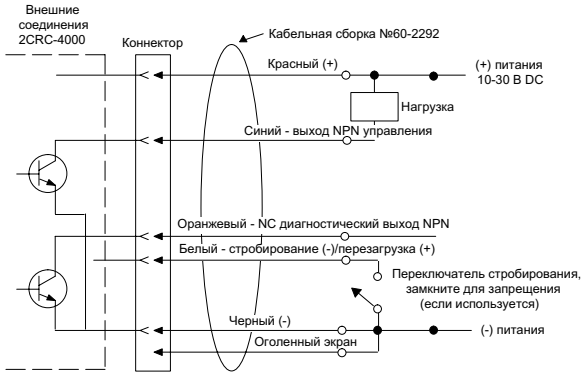 Внешние
соединения
2CRC-4000
Коннектор
Кабельная сборка №60-2292
Красный (+)
(+) питания
10-30 В DC
Нагрузка
Синий - выход NPN управления
Оранжевый - NC диагностический выход NPN
Белый - стробирование (-)/перезагрузка (+)
Переключатель стробирования,
замкните для запрещения
(если используется)
Черный (-)
(-) питания
Оголенный экран